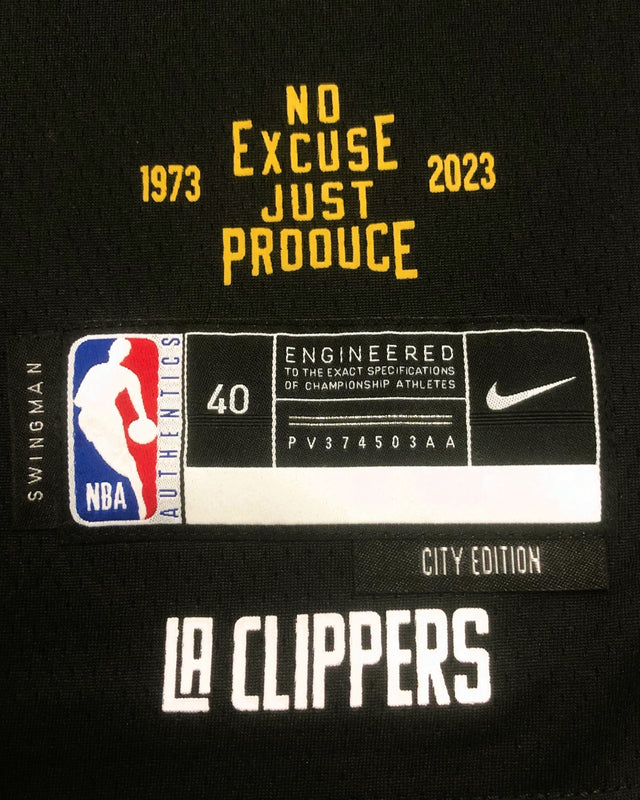 NO
EXCUSE
1973 2023
JUST
PRODUCE
SWINGMAN
NBA
AUTHENTICS
40
ENGINEERED
TO THE EXACT SPECIFICATIONS
OF CHAMPIONSHIP ATHLETES
PV374503AA
CITY EDITION
LA CLIPPERS